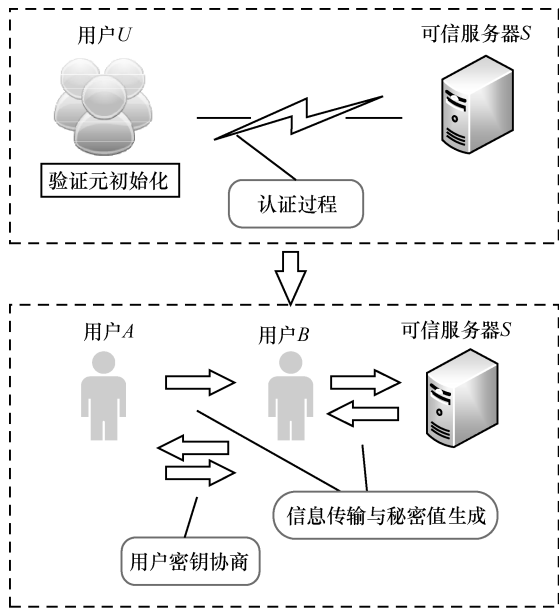 用户U
可信服务器S
验证元初始化
认证过程
用户A
用户B
可信服务器S
信息传输与秘密值生成
用户密钥协商